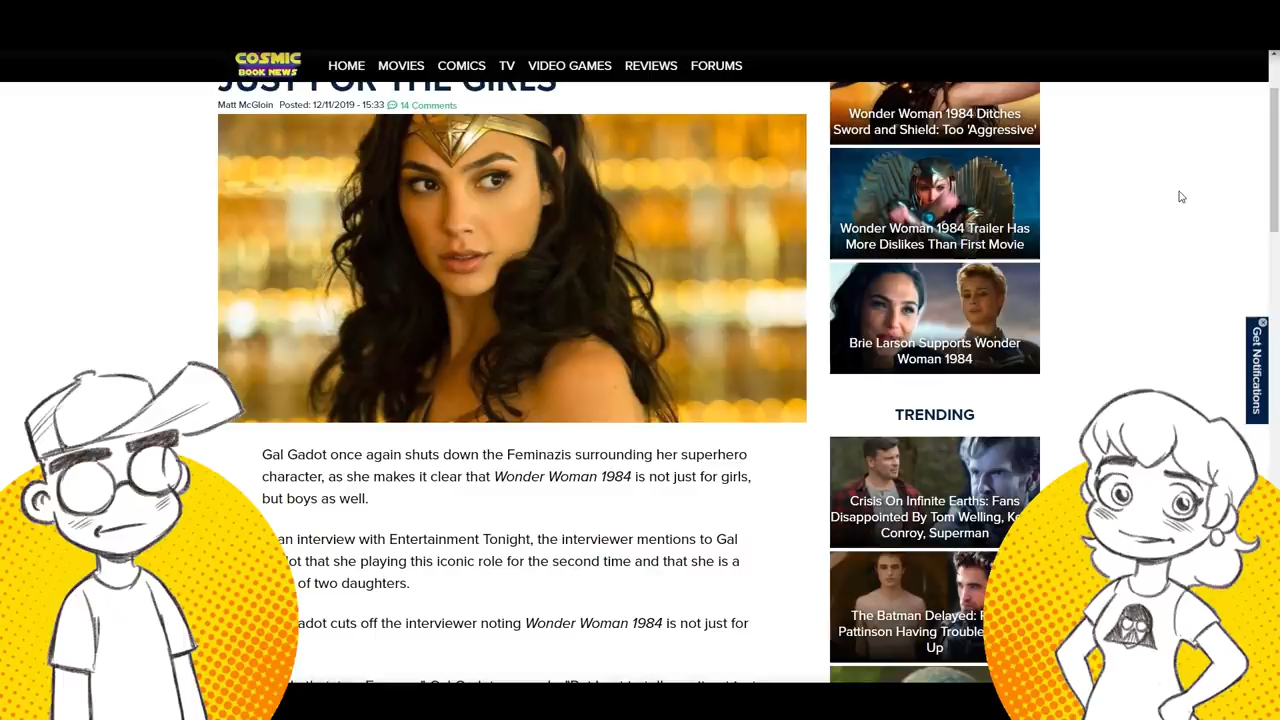 COSMIC
BOOK NEWS
HOME MOVIES COMICS TV VIDEO GAMES REVIEWS FORUMS
JUST FOR THE GIRLS
Matt McGloin Posted: 12/11/2019 - 15:33 14 Comments
Gal Gadot once again shuts down the Feminazis surrounding her superhero
character, as she makes it clear that Wonder Woman 1984 is not just for girls,
but boys as well.
an interview with Entertainment Tonight, the interviewer mentions to Gal
ot that she playing this iconic role for the second time and that she is a
of two daughters.
adot cuts off the interviewer noting Wonder Woman 1984 is not just for
Wonder Woman 1984 Ditches
Sword and Shield: Too 'Aggressive'
Wonder Woman 1984 Trailer Has
More Dislikes Than First Movie
Brie Larson Supports Wonder
Woman 1984
TRENDING
Crisis On Infinite Earths: Fans
Disappointed By Tom Welling, K
Conroy, Superman
The Batman Delayed:
Pattinson Having Trouble
Up
Get Notifications